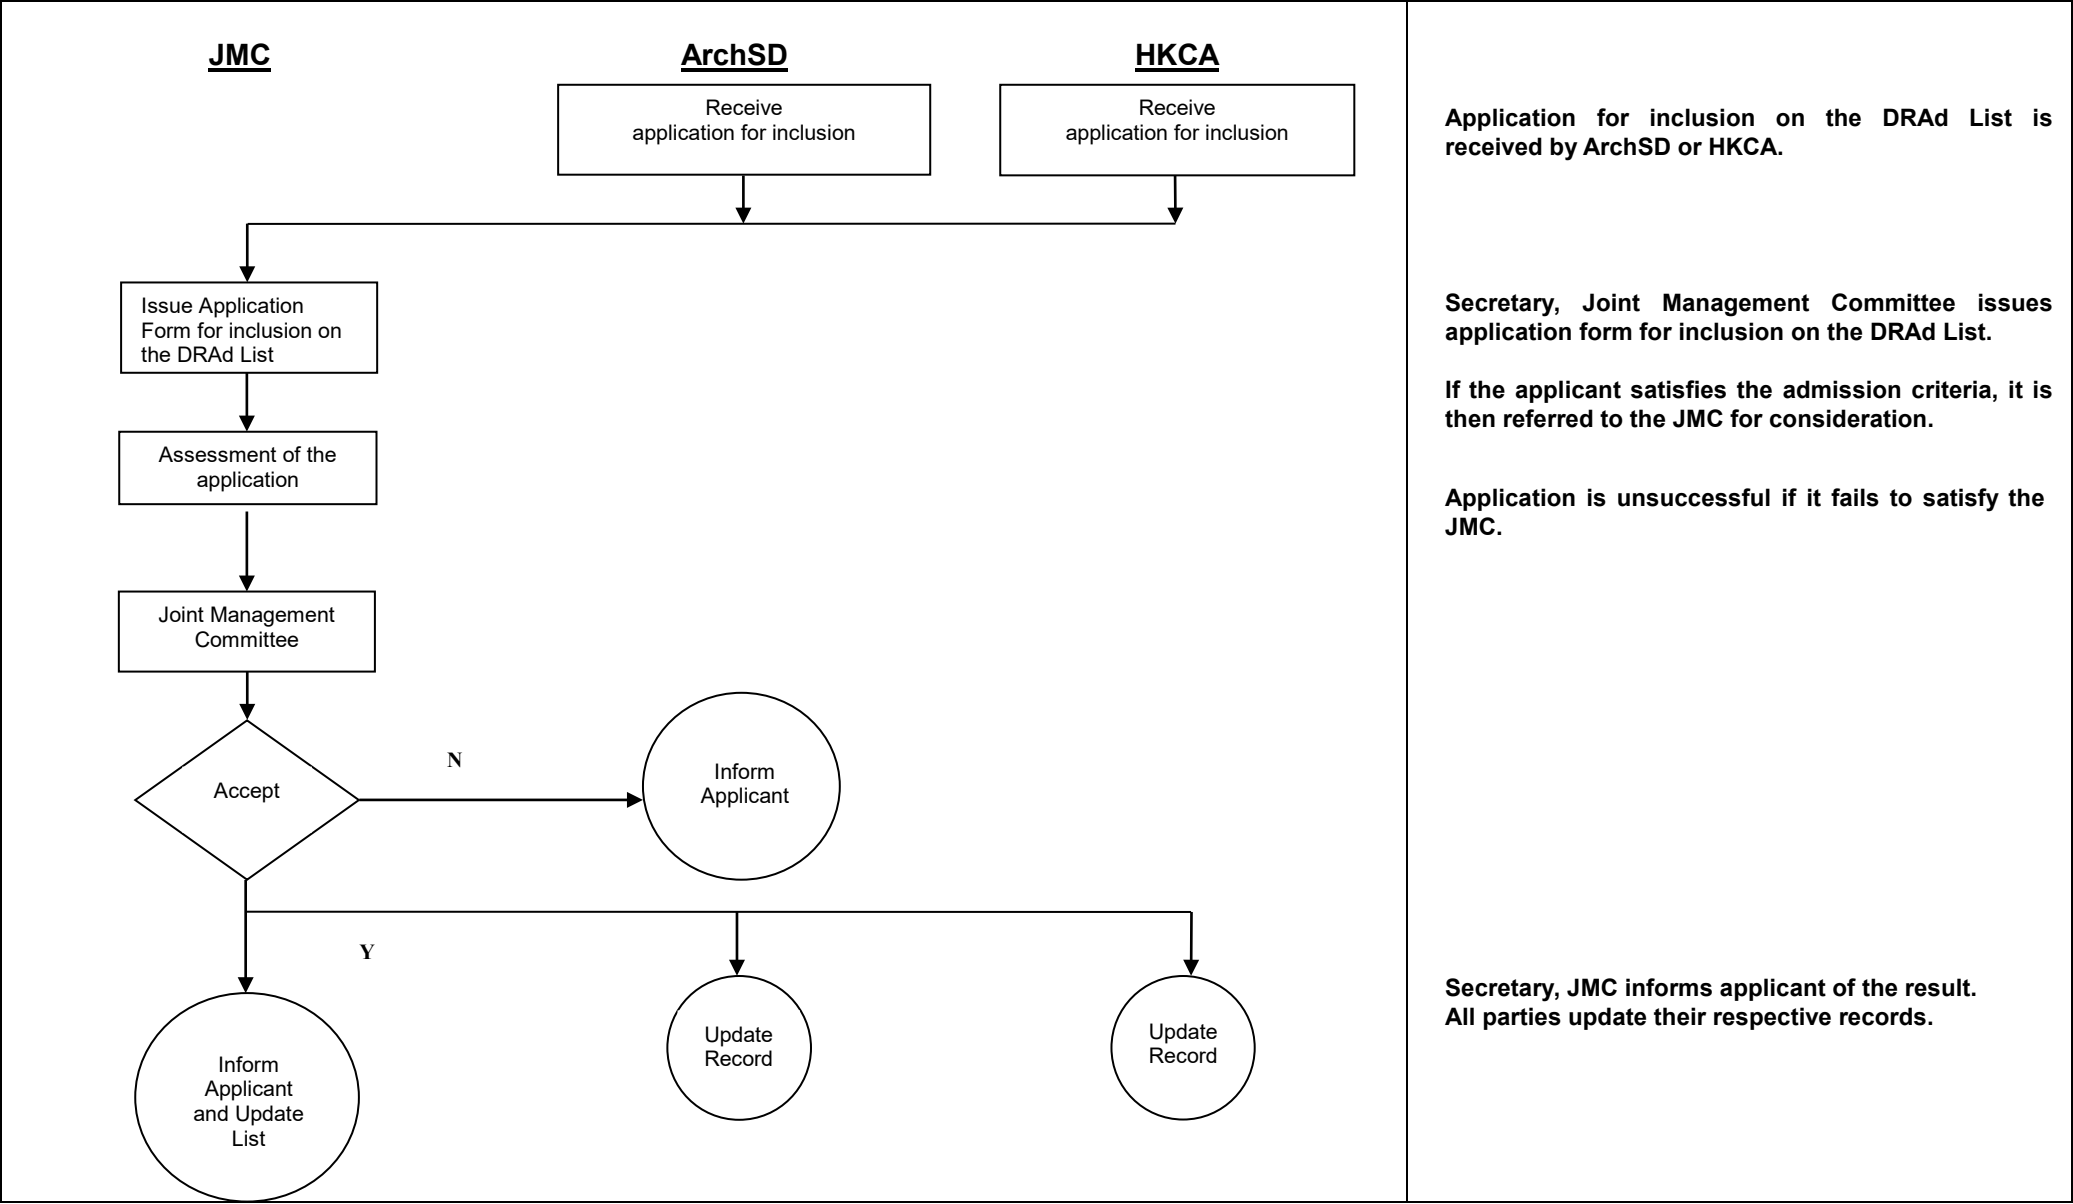 JMC
ArchSD
HKCA
Receive
application for inclusion
Receive
application for inclusion
Application for inclusion on the DRAd List is
received by ArchSD or HKCA.
Issue Application
Form for inclusion on
the DRAd List
Secretary, Joint Management Committee issues
application form for inclusion on the DRAd List.
If the applicant satisfies the admission criteria, it is
then referred to the JMC for consideration.
Assessment of the
application
Application is unsuccessful if it fails to satisfy the
JMC.
Joint Management
Committee
Accept
N
Inform
Applicant
Y
Inform
Applicant
and Update
List
Update
Record
Update
Record
Secretary, JMC informs applicant of the result.
All parties update their respective records.